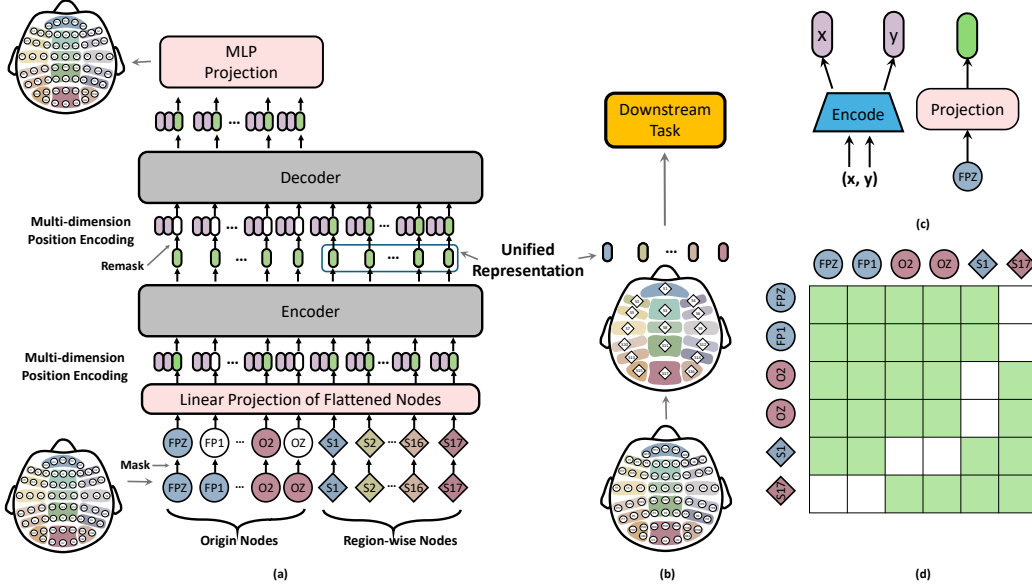 MLP
Projection
...
Decoder
Multi-dimension
Position Encoding
... ... ...
Remask
... ...
Encoder
Multi-dimension
Position Encoding
... ...
Linear Projection of Flattened Nodes
FPZ FP1 ... O2 OZ S1 S2 ... S16 S17
Mask
FPZ FP1 ... O2 OZ S1 S2 ... S16 S17
Origin Nodes Region-wise Nodes
(a)
Downstream
Task
Unified
Representation
...
S1
(b)
x y
Encode Projection
(x, y) FPZ
(c)
FPZ FP1 O2 OZ S1 S17
FPZ
FP1
O2
OZ
S1
S17
(d)